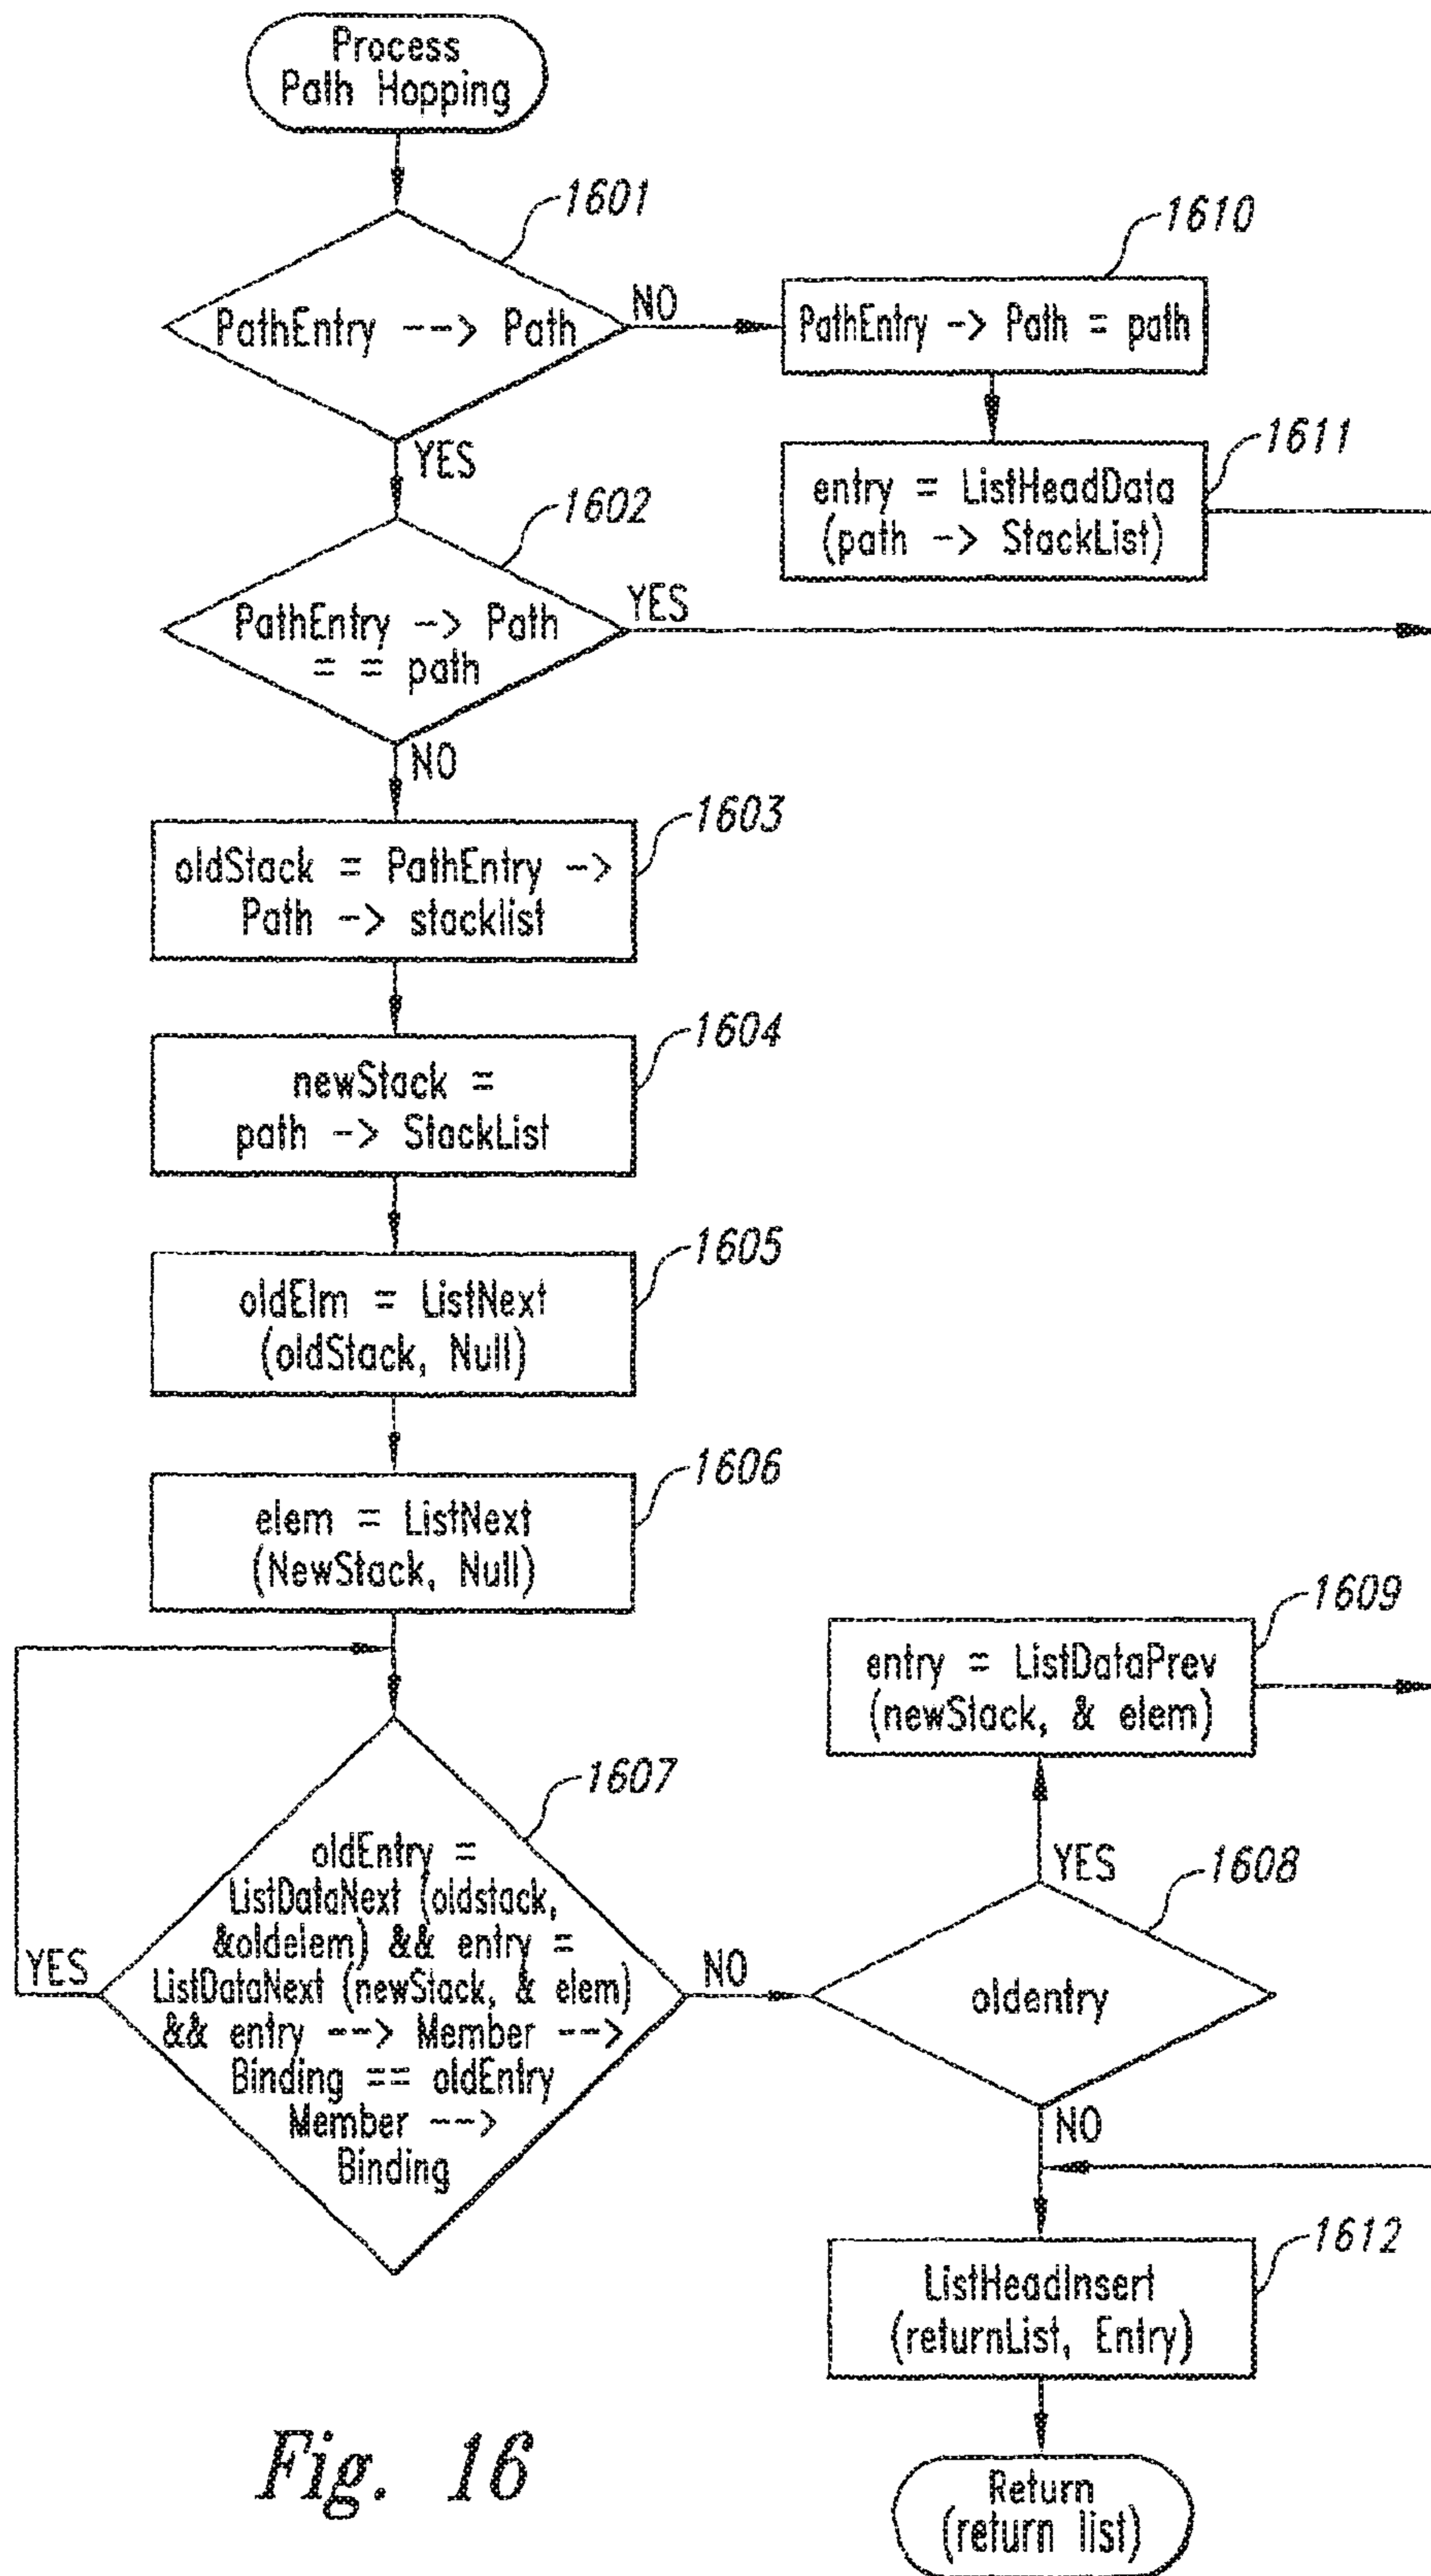 Process
Path Hopping
1601
PathEntry --> Path
NO
YES
1610
PathEntry -> Path = path
1611
entry = ListHeadData
(path -> StackList)
1602
PathEntry -> Path
= = path
YES
NO
1603
oldStack = PathEntry ->
Path -> stacklist
1604
newStack =
path -> StackList
1605
oldElm = ListNext
(oldStack, Null)
1606
elem = ListNext
(NewStack, Null)
1607
oldEntry =
ListDataNext (oldstack,
&oldelem) && entry =
ListDataNext (newStack, & elem)
&& entry --> Member -->
Binding == oldEntry
Member -->
Binding
YES
NO
1609
entry = ListDataPrev
(newStack, & elem)
YES
1608
oldentry
NO
1612
ListHeadInsert
(returnList, Entry)
Return
(return list)
Fig. 16